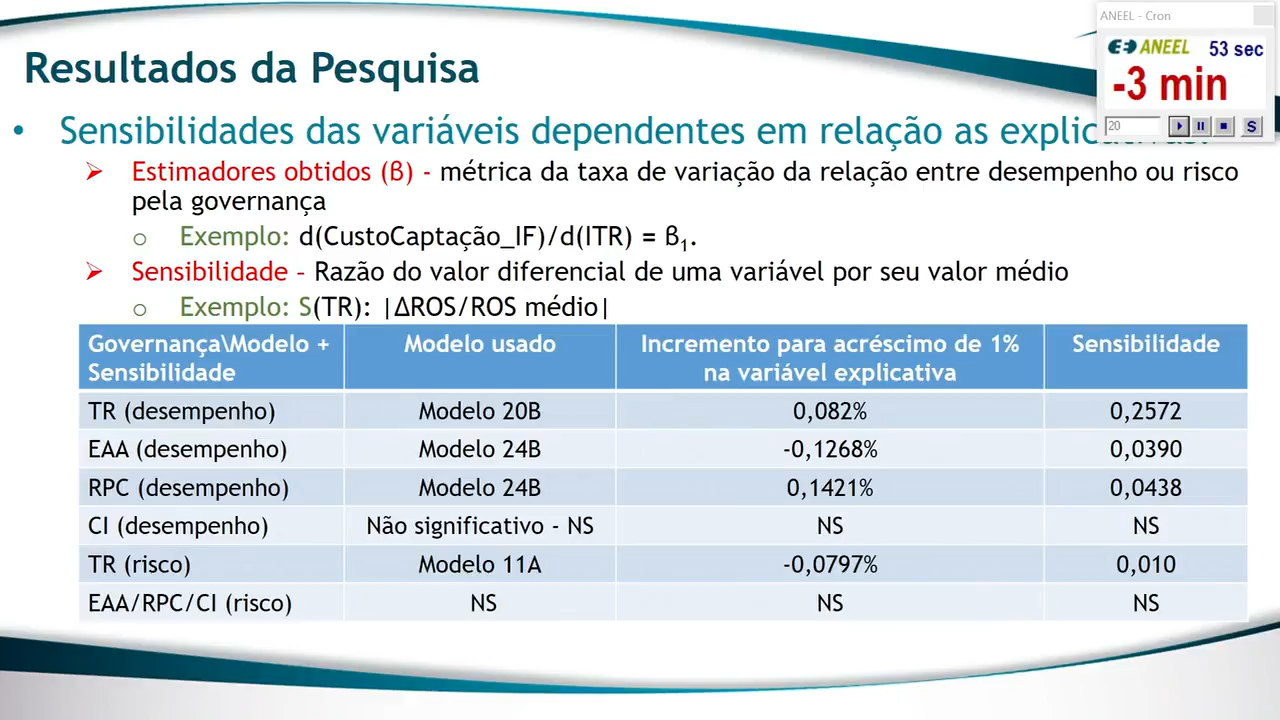 ANEEL - Cron
ANEEL 53 sec
-3 min
20
S
Resultados da Pesquisa
• Sensibilidades das variáveis dependentes em relação as
Estimadores obtidos (ß) - métrica da taxa de variação da relação entre desempenho ou risco
pela governança
o Exemplo: d(CustoCaptação_IF)/d(ITR) = ß1.
Sensibilidade – Razão do valor diferencial de uma variável por seu valor médio
o Exemplo: S(TR): |ΔROS/ROS médio|
Governança\Modelo + Modelo usado Incremento para acréscimo de 1% Sensibilidade
Sensibilidade na variável explicativa
TR (desempenho) Modelo 20B 0,082% 0,2572
EAA (desempenho) Modelo 24B -0,1268% 0,0390
RPC (desempenho) Modelo 24B 0,1421% 0,0438
CI (desempenho) Não significativo - NS NS NS
TR (risco) Modelo 11A -0,0797% 0,010
EAA/RPC/CI (risco) NS NS NS